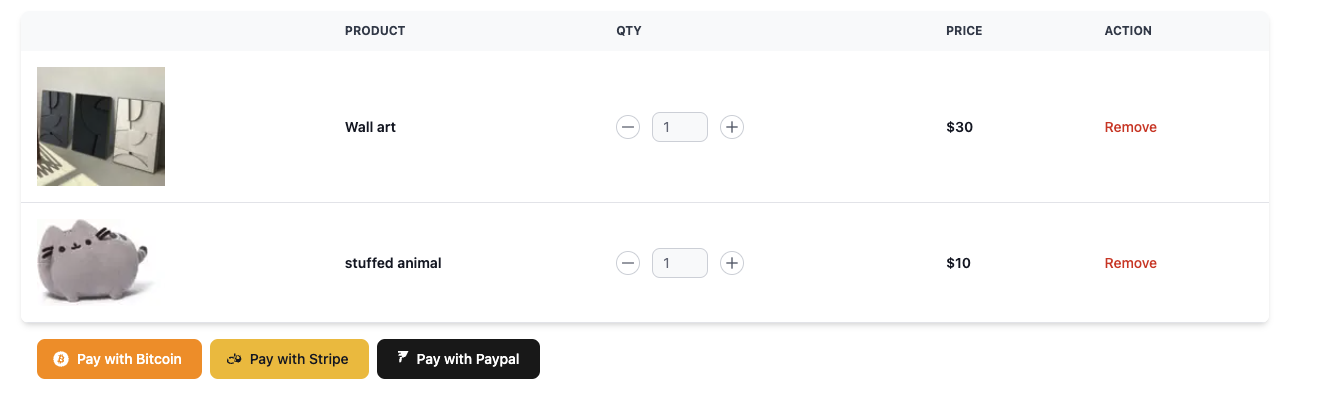 PRODUCT QTY PRICE ACTION
Wall art 1 $30 Remove
stuffed animal 1 $10 Remove
Pay with Bitcoin Pay with Stripe Pay with Paypal